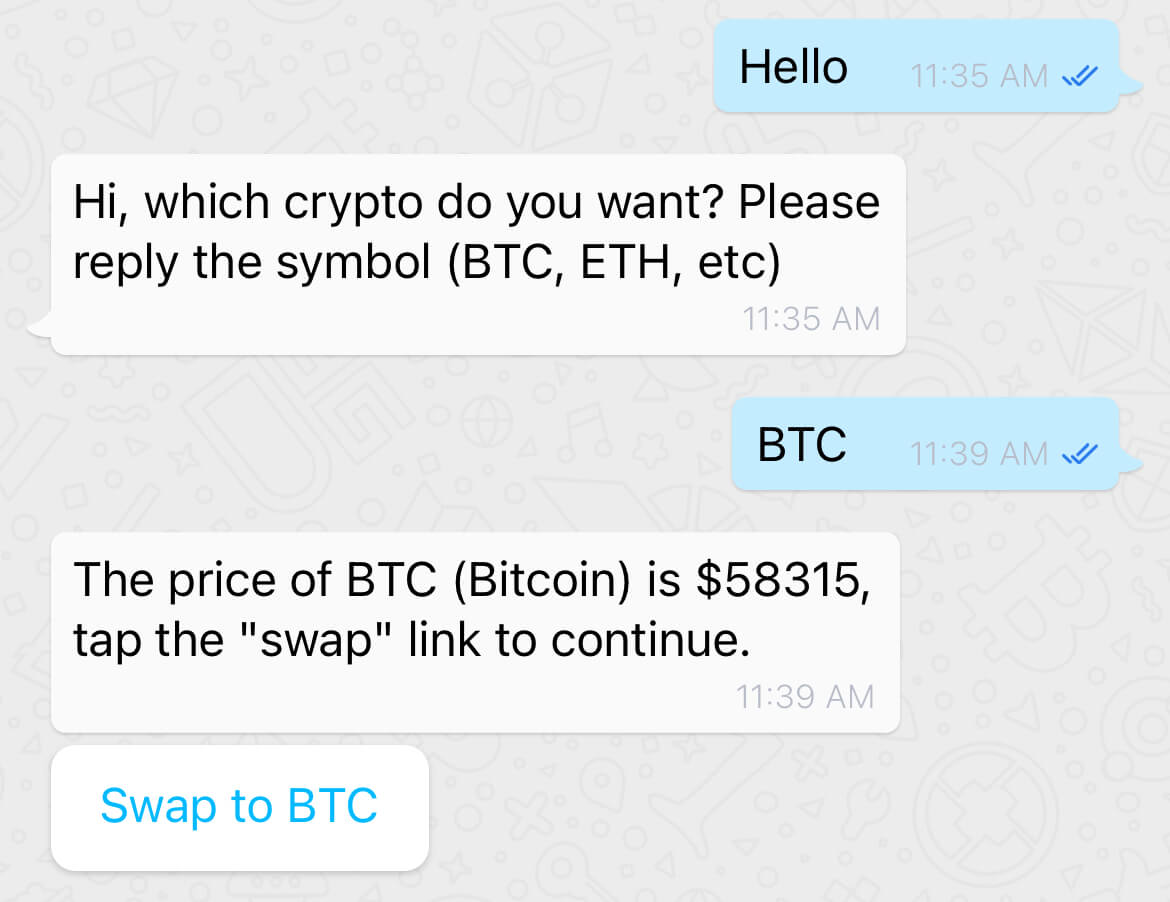 Hello 11:35 AM
Hi, which crypto do you want? Please
reply the symbol (BTC, ETH, etc)
11:35 AM
BTC 11:39 AM
The price of BTC (Bitcoin) is $58315,
tap the "swap" link to continue.
11:39 AM
Swap to BTC